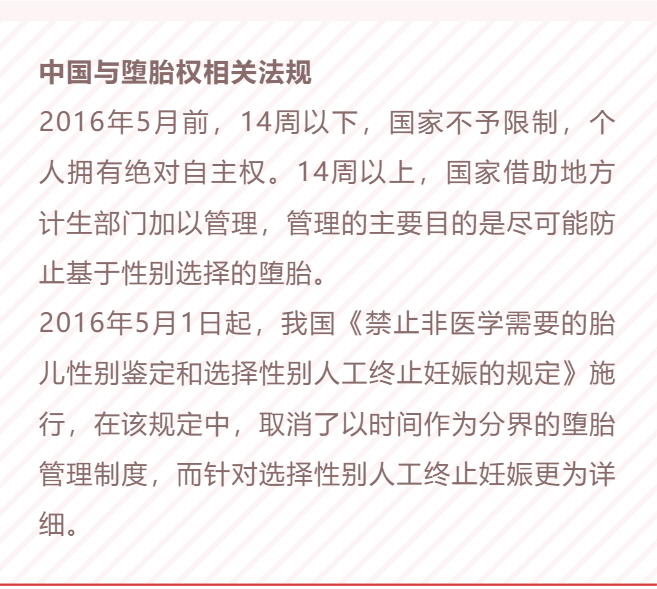 中国与堕胎权相关法规
2016年5月前，14周以下，国家不予限制，个
人拥有绝对自主权。14周以上，国家借助地方
计生部门加以管理，管理的主要目的是尽可能防
止基于性别选择的堕胎。
2016年5月1日起，我国《禁止非医学需要的胎
儿性别鉴定和选择性别人工终止妊娠的规定》施
行，在该规定中，取消了以时间作为分界的堕胎
管理制度，而针对选择性别人工终止妊娠更为详
细。